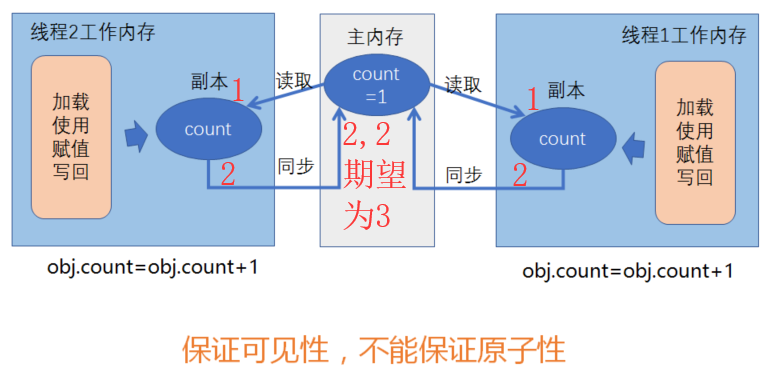 线程2工作内存
加载
使用
赋值
写回
副本
1
count
2
读取
同步
主内存
count
=1
2,2
期望
为3
读取
同步
线程1工作内存
1
副本
count
2
加载
使用
赋值
写回
obj.count=obj.count+1
obj.count=obj.count+1
保证可见性，不能保证原子性